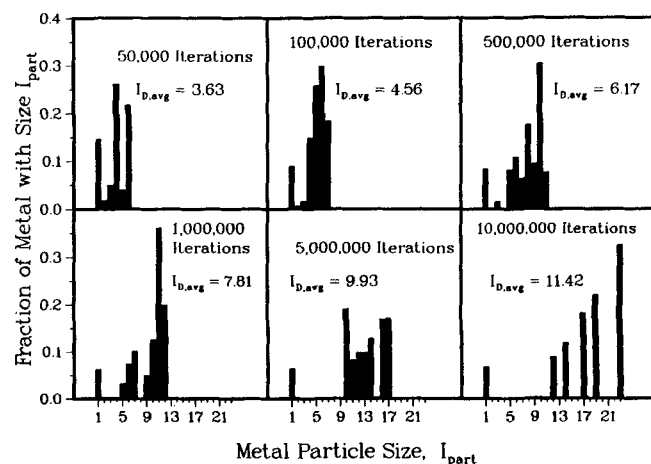 Fraction of Metal with Size I_part
0.4
0.3
0.2
0.1
0.0
0.3
0.2
0.1
0.0
50,000 Iterations
I_D,avg = 3.63
100,000 Iterations
I_D,avg = 4.56
500,000 Iterations
I_D,avg = 6.17
1,000,000
Iterations
I_D,avg = 7.81
5,000,000 Iterations
I_D,avg = 9.93
10,000,000 Iterations
I_D,avg = 11.42
1 5 9 13 17 21
1 5 9 13 17 21
1 5 9 13 17 21
Metal Particle Size, I_part